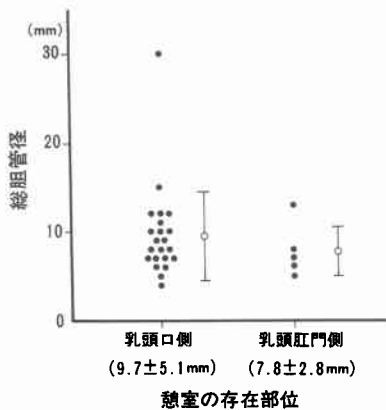 (mm)
30
20
10
0
総胆管径
乳頭口側
乳頭肛門側
(9.7±5.1mm)
(7.8±2.8mm)
憩室の存在部位